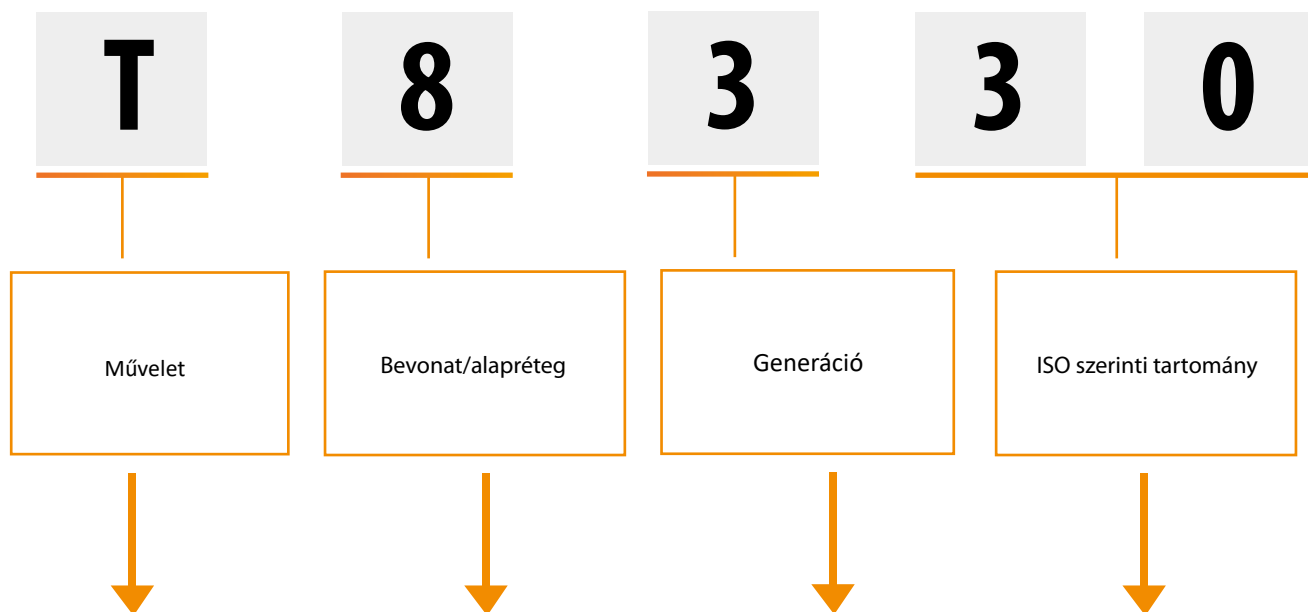 T 8 3 3 0
Művelet
Bevonat/alapréteg
Generáció
ISO szerinti tartomány